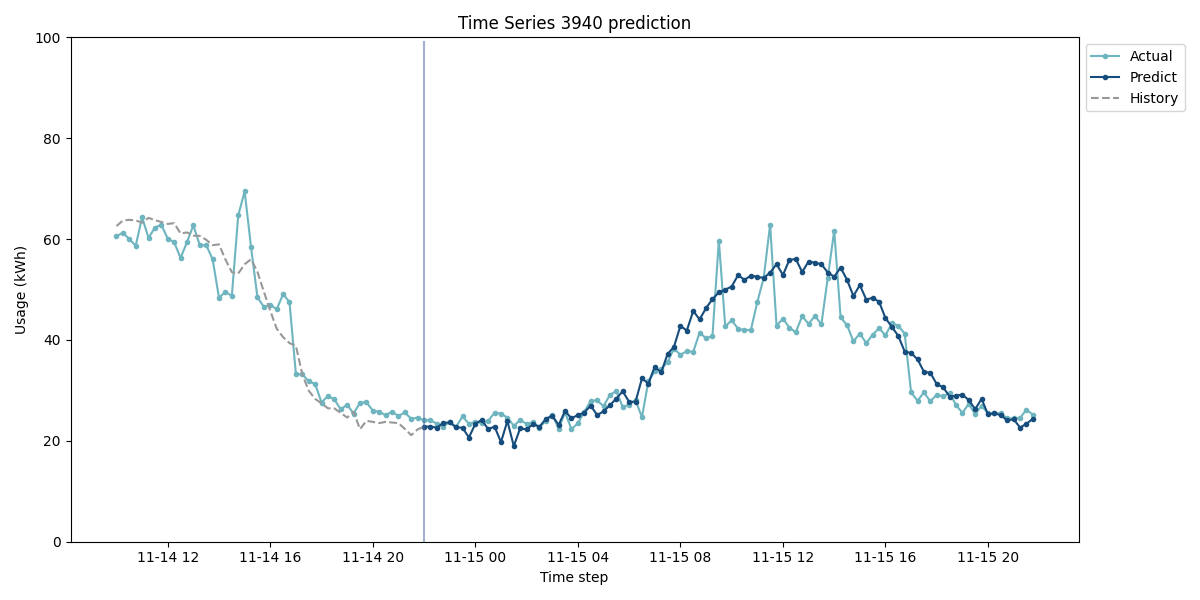 Time Series 3940 prediction
100
80
60
40
20
0
Usage (kWh)
11-14 12
11-14 16
11-14 20
11-15 00
11-15 04
11-15 08
11-15 12
11-15 16
11-15 20
Time step
Actual
Predict
History